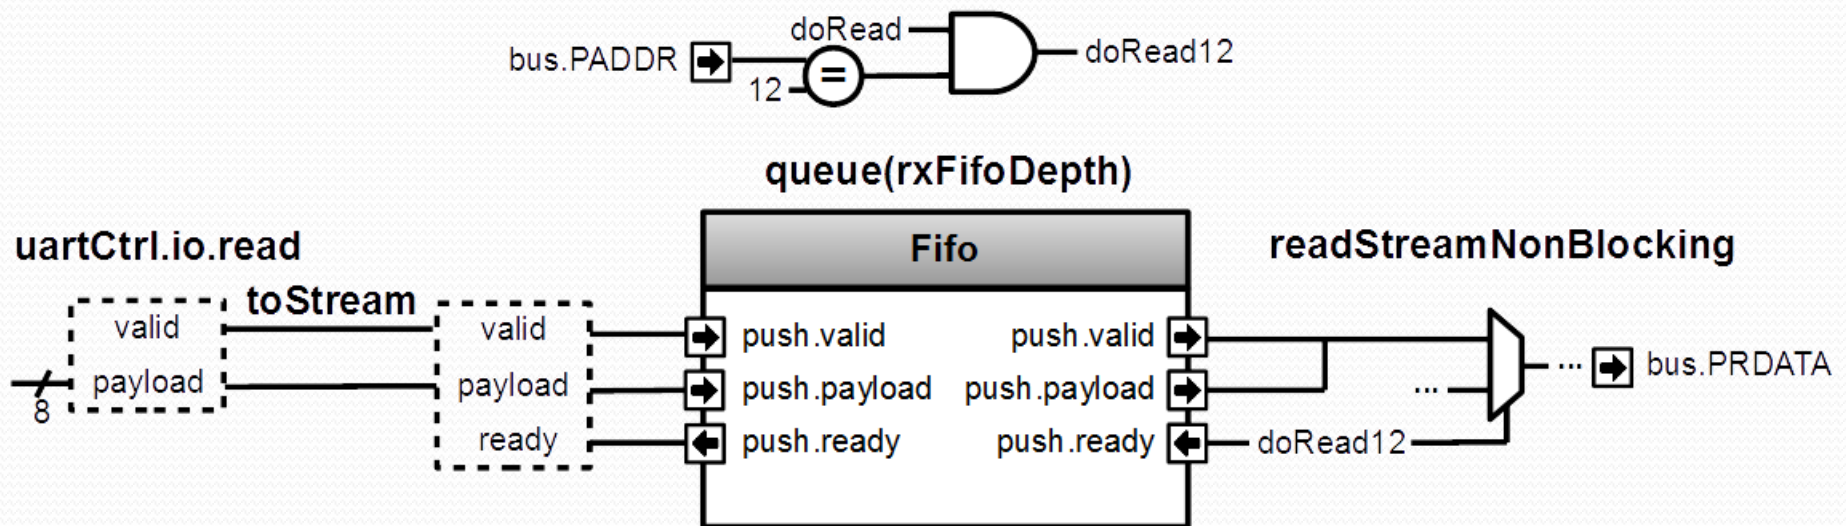 doRead
bus.PADDR
=
12
doRead12
queue(rxFifoDepth)
uartCtrl.io.read
toStream
Fifo
readStreamNonBlocking
valid
payload
8
valid
payload
ready
push.valid
push.payload
push.ready
push.valid
push.payload
push.ready
...
doRead12
...
bus.PRDATA